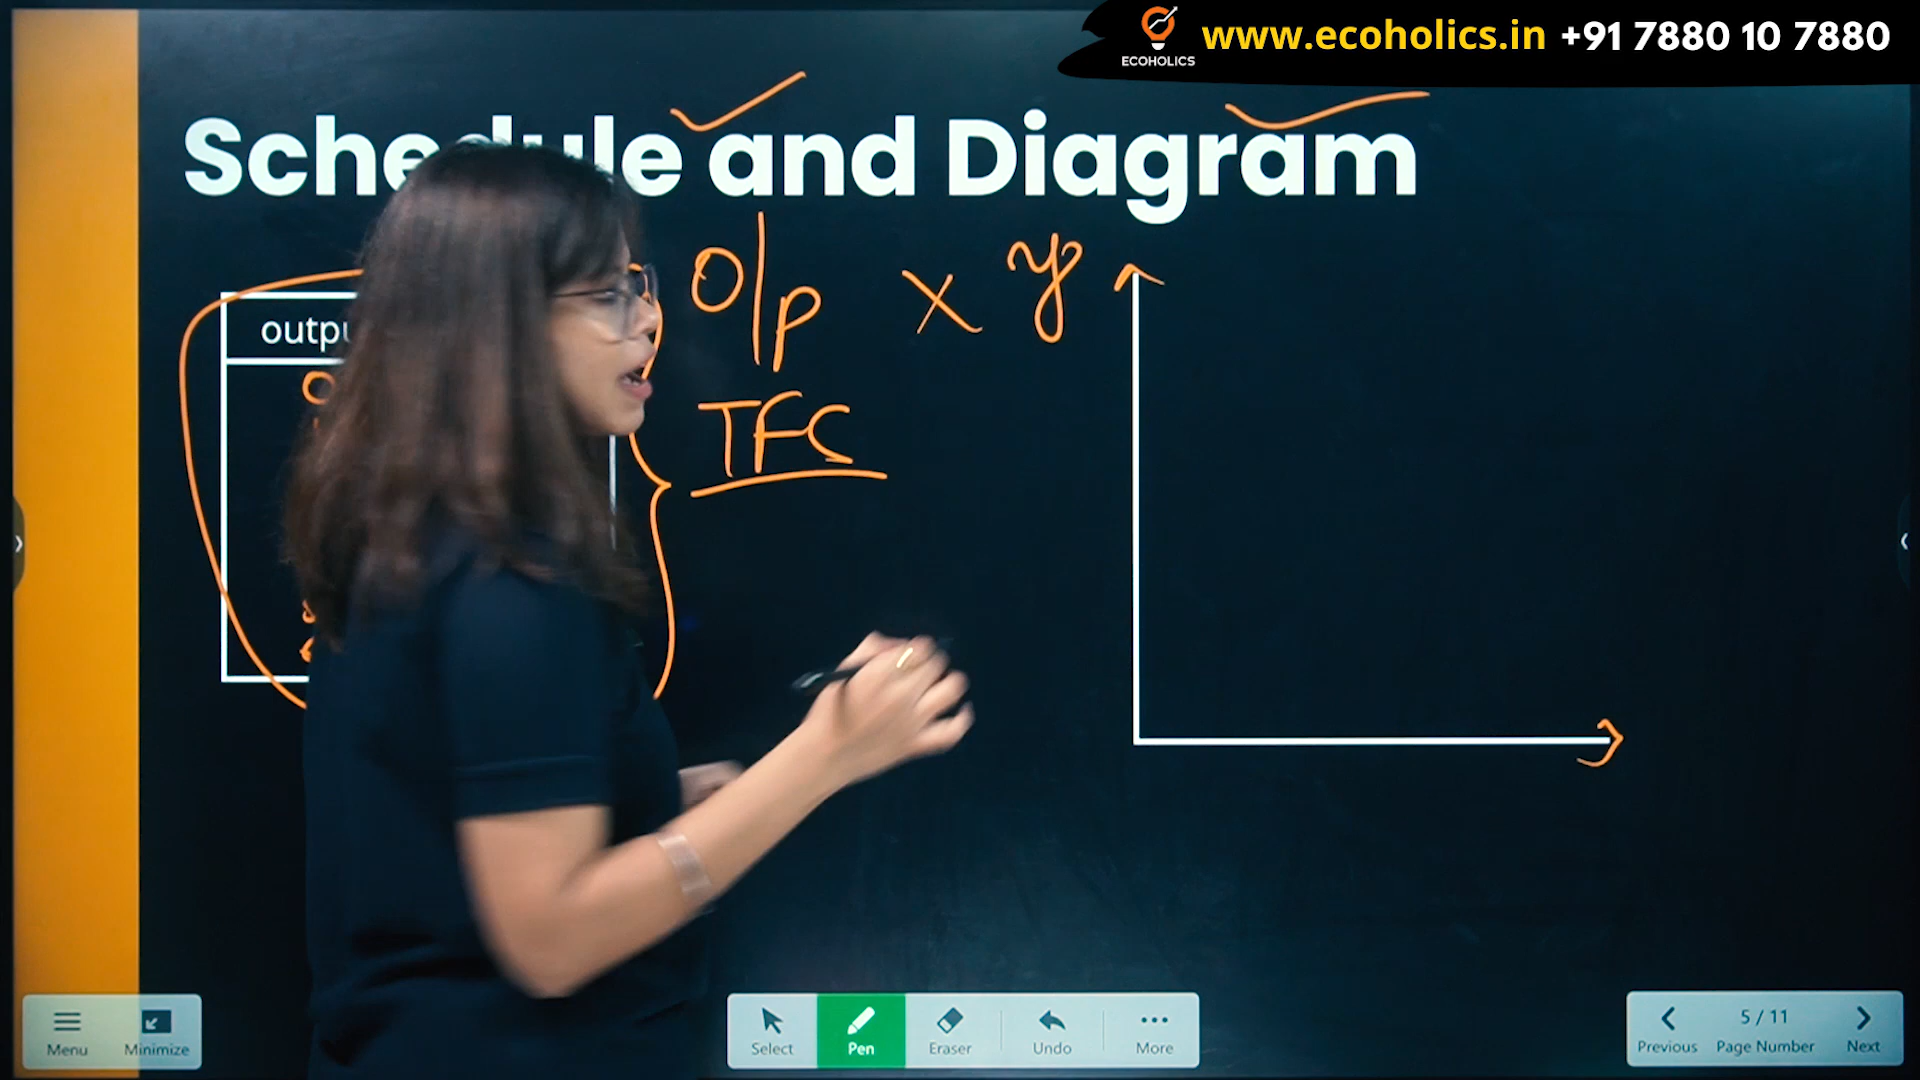 ECOHOLICS
www.ecoholics.in +91 7880 10 7880
Schedule and Diagram
O/p x y
TFC
Menu
Minimize
Select
Pen
Eraser
Undo
More
5 / 11
Previous
Page Number
Next